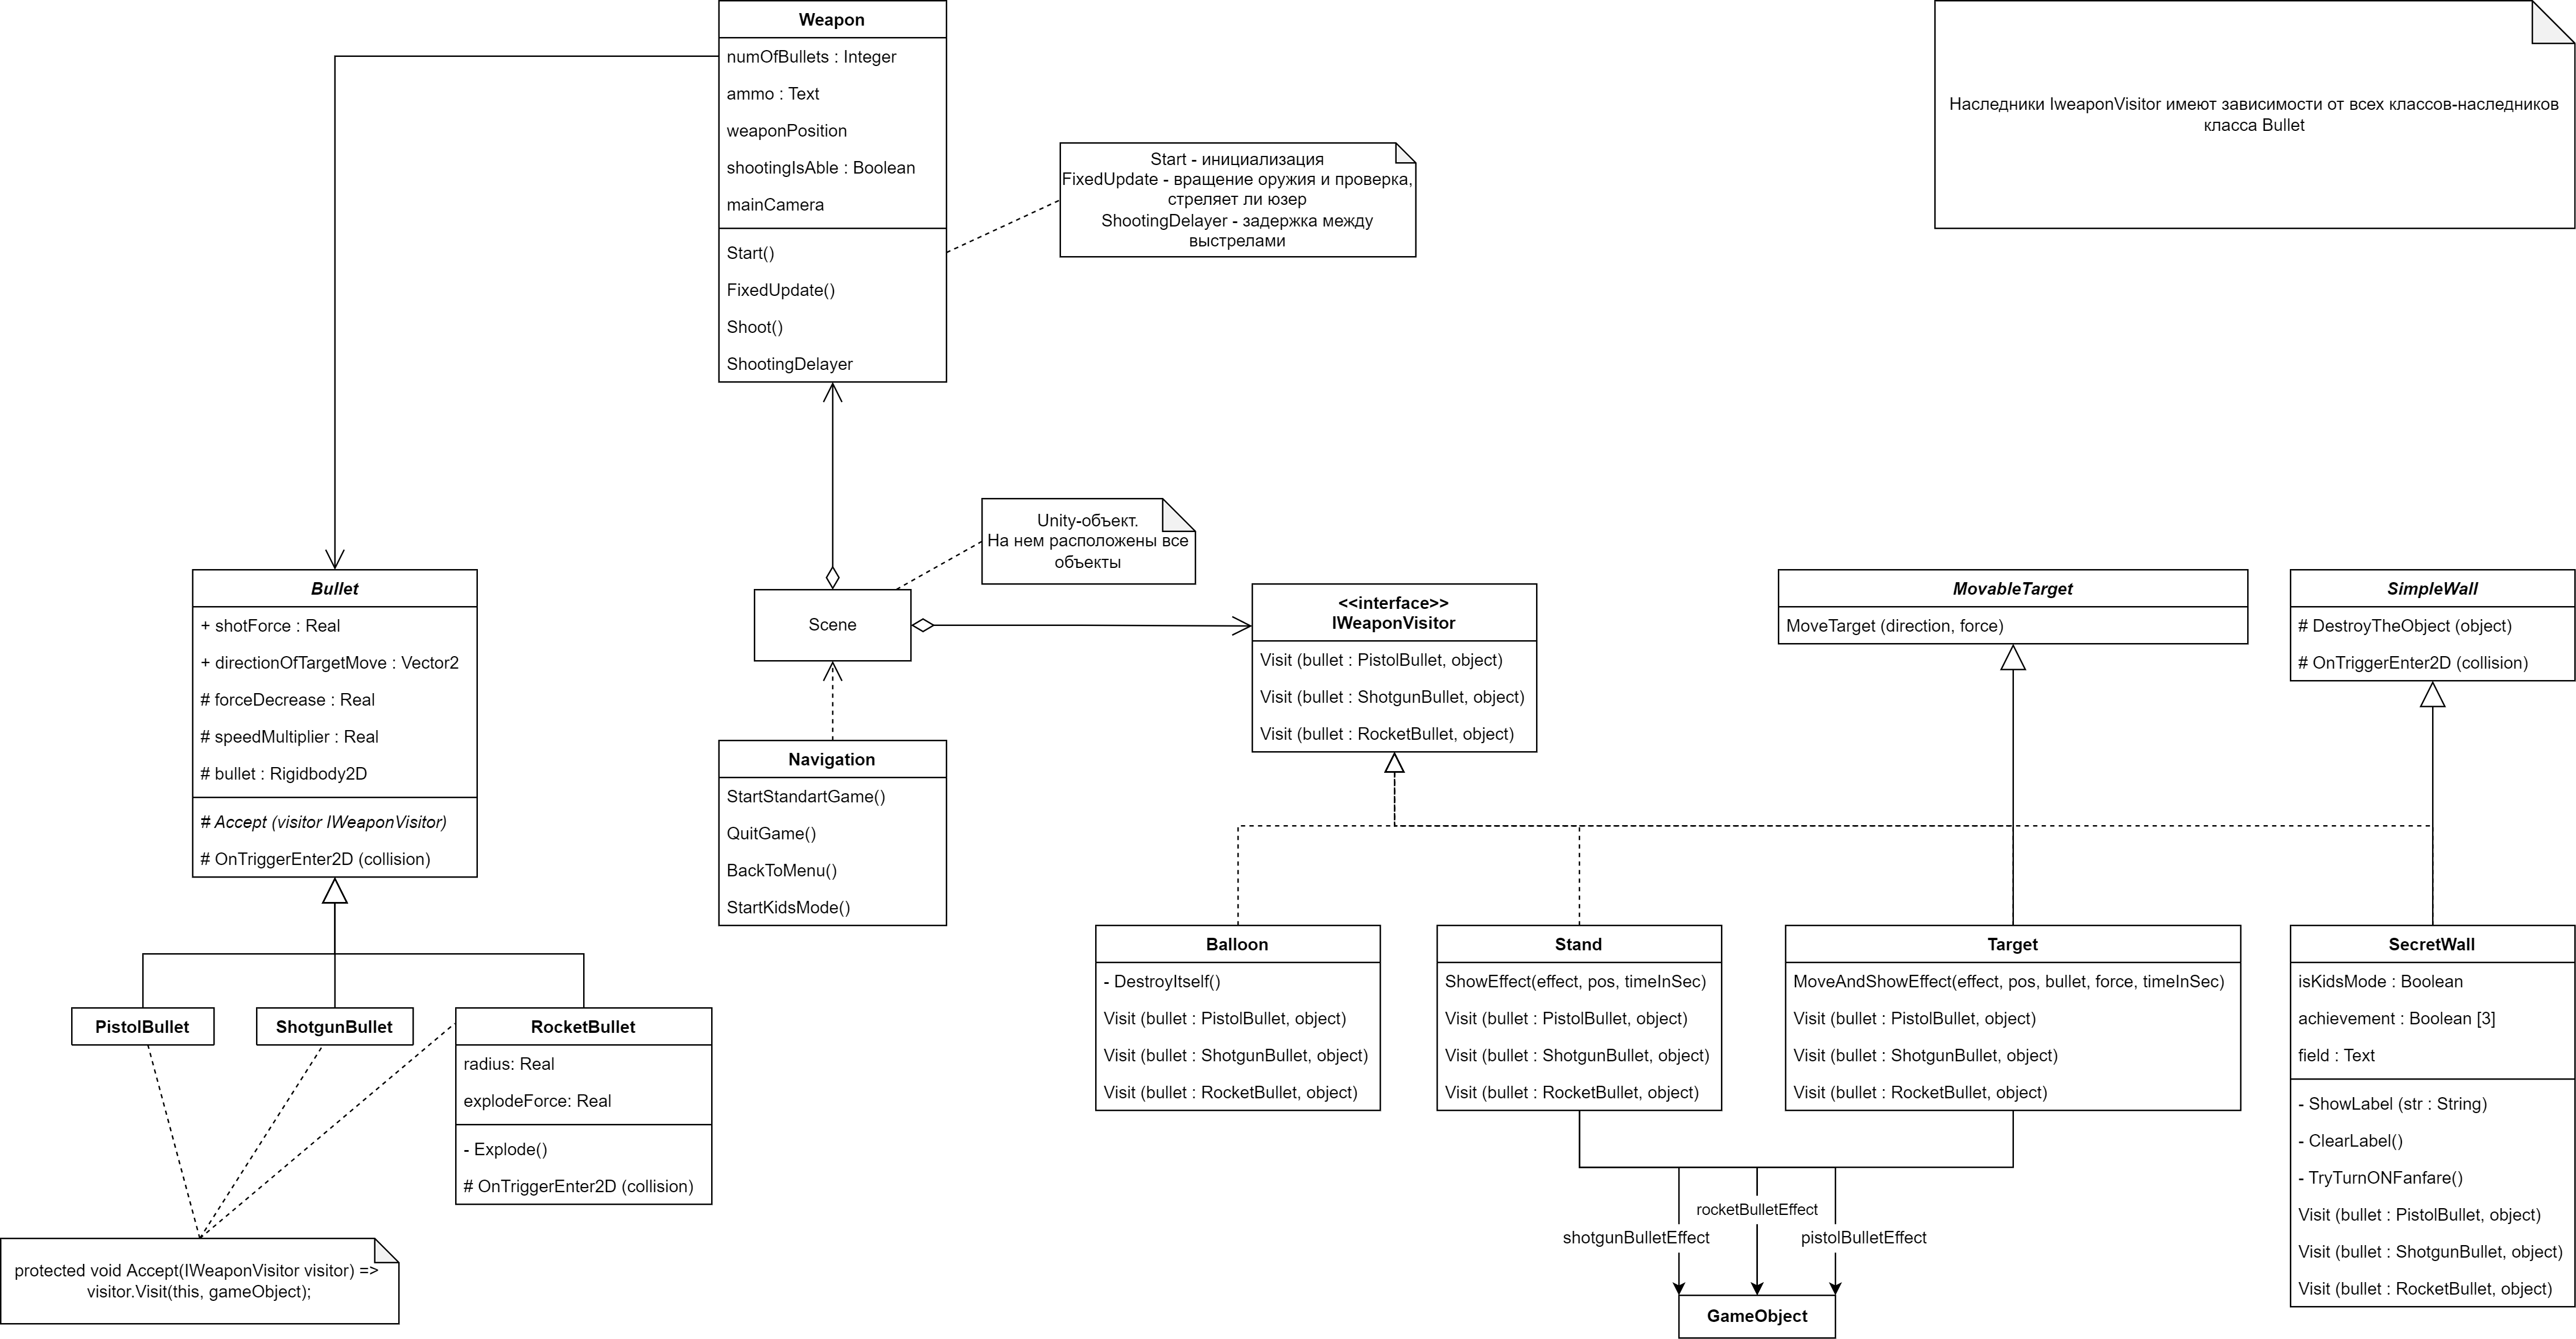 Weapon
numOfBullets : Integer
ammo : Text
weaponPosition
shootingIsAble : Boolean
mainCamera
Start()
FixedUpdate()
Shoot()
ShootingDelayer
Start - инициализация
FixedUpdate - вращение оружия и проверка,
стреляет ли юзер
ShootingDelayer - задержка между
выстрелами
Наследники IweaponVisitor имеют зависимости от всех классов-наследников
класса Bullet
Unity-объект.
На нем расположены все
объекты
Scene
Bullet
+ shotForce : Real
+ directionOfTargetMove : Vector2
# forceDecrease : Real
# speedMultiplier : Real
# bullet : Rigidbody2D
# Accept (visitor IWeaponVisitor)
# OnTriggerEnter2D (collision)
Navigation
StartStandartGame()
QuitGame()
BackToMenu()
StartKidsMode()
<<interface>>
IWeaponVisitor
Visit (bullet : PistolBullet, object)
Visit (bullet : ShotgunBullet, object)
Visit (bullet : RocketBullet, object)
MovableTarget
MoveTarget (direction, force)
SimpleWall
# DestroyTheObject (object)
# OnTriggerEnter2D (collision)
PistolBullet
ShotgunBullet
RocketBullet
radius: Real
explodeForce: Real
- Explode()
# OnTriggerEnter2D (collision)
protected void Accept(IWeaponVisitor visitor) =>
visitor.Visit(this, gameObject);
Balloon
- DestroyItself()
Visit (bullet : PistolBullet, object)
Visit (bullet : ShotgunBullet, object)
Visit (bullet : RocketBullet, object)
Stand
ShowEffect(effect, pos, timeInSec)
Visit (bullet : PistolBullet, object)
Visit (bullet : ShotgunBullet, object)
Visit (bullet : RocketBullet, object)
Target
MoveAndShowEffect(effect, pos, bullet, force, timeInSec)
Visit (bullet : PistolBullet, object)
Visit (bullet : ShotgunBullet, object)
Visit (bullet : RocketBullet, object)
SecretWall
isKidsMode : Boolean
achievement : Boolean [3]
field : Text
- ShowLabel (str : String)
- ClearLabel()
- TryTurnONFanfare()
Visit (bullet : PistolBullet, object)
Visit (bullet : ShotgunBullet, object)
Visit (bullet : RocketBullet, object)
rocketBulletEffect
shotgunBulletEffect
pistolBulletEffect
GameObject